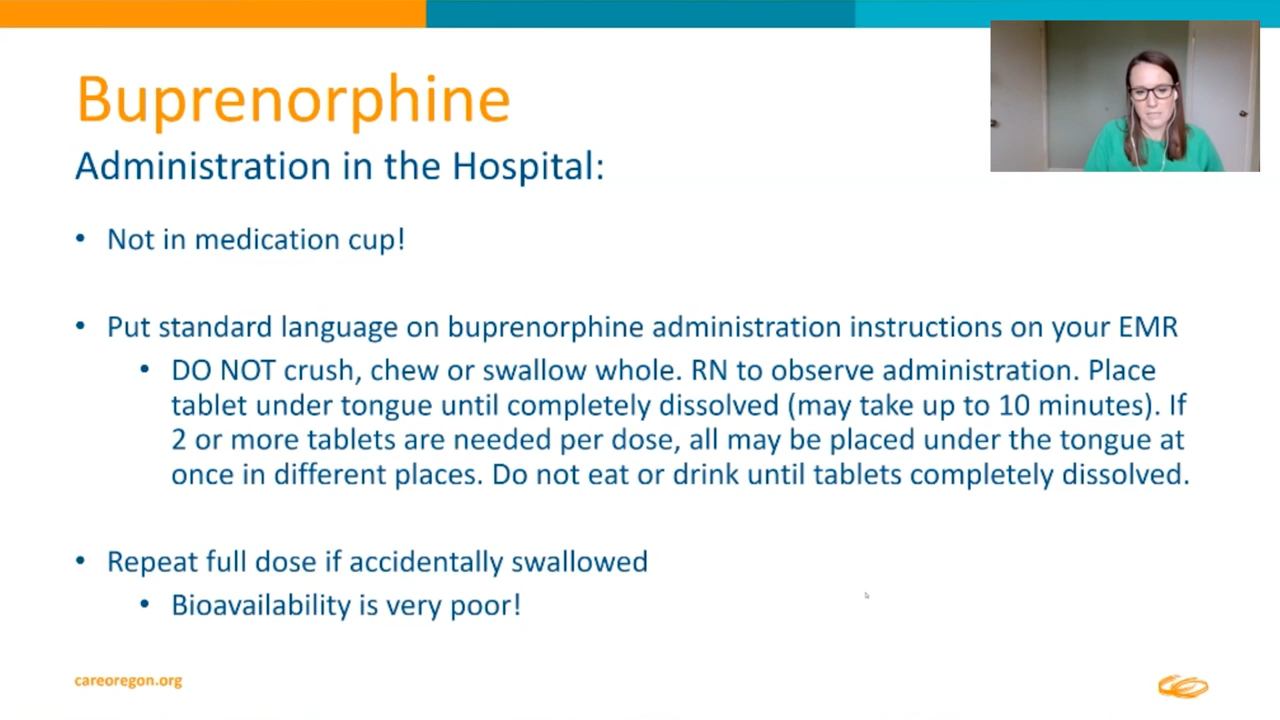 Buprenorphine
Administration in the Hospital:
• Not in medication cup!
• Put standard language on buprenorphine administration instructions on your EMR
• DO NOT crush, chew or swallow whole. RN to observe administration. Place
tablet under tongue until completely dissolved (may take up to 10 minutes). If
2 or more tablets are needed per dose, all may be placed under the tongue at
once in different places. Do not eat or drink until tablets completely dissolved.
• Repeat full dose if accidentally swallowed
• Bioavailability is very poor!
careoregon.org